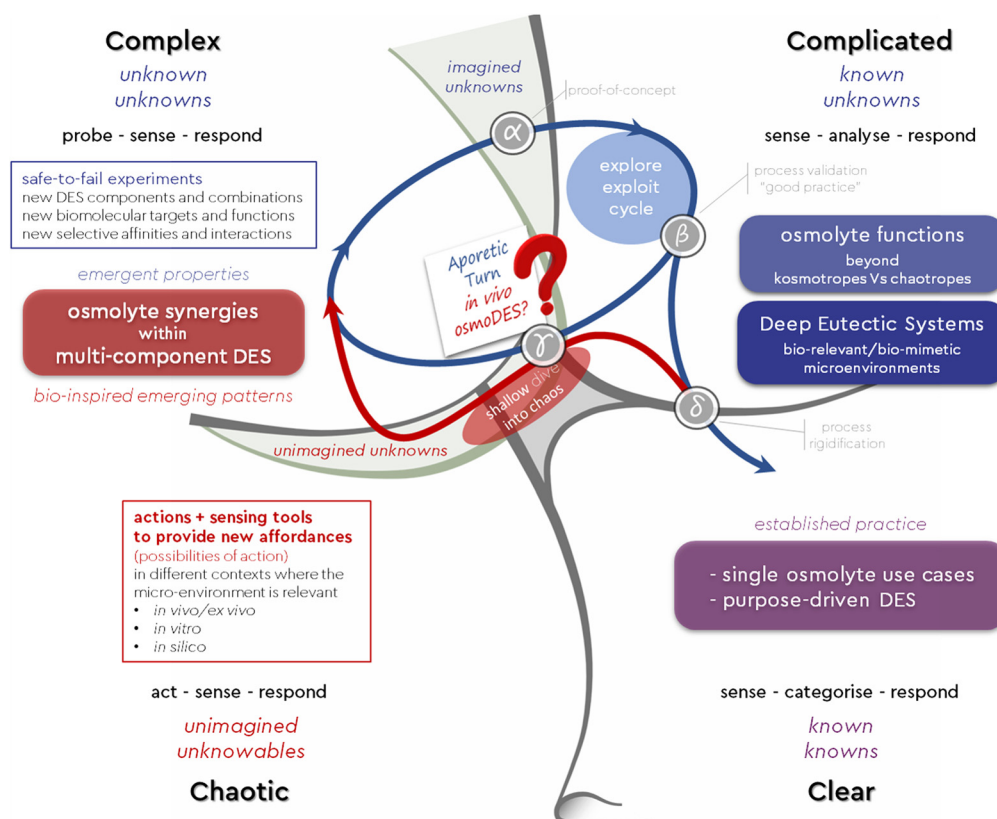 Complex
unknown
unknowns
probe - sense - respond
safe-to-fail experiments
new DES components and combinations
new biomolecular targets and functions
new selective affinities and interactions
emergent properties
osmolyte synergies
within
multi-component DES
bio-inspired emerging patterns
imagined
unknowns
α
proof-of-concept
explore
exploit
cycle
β
Aporetic
Turn
in vivo
osmoDES?
?
γ
shallow dive
into chaos
unimagined unknowns
δ
process
rigidification
Complicated
known
unknowns
sense - analyse - respond
process validation
"good practice"
osmolyte functions
beyond
kosmotropes Vs chaotropes
Deep Eutectic Systems
bio-relevant/bio-mimetic
microenvironments
actions + sensing tools
to provide new affordances
(possibilities of action)
in different contexts where the
micro-environment is relevant
• in vivo/ex vivo
• in vitro
• in silico
act - sense - respond
unimagined
unknowables
Chaotic
established practice
- single osmolyte use cases
- purpose-driven DES
sense - categorise - respond
known
knowns
Clear